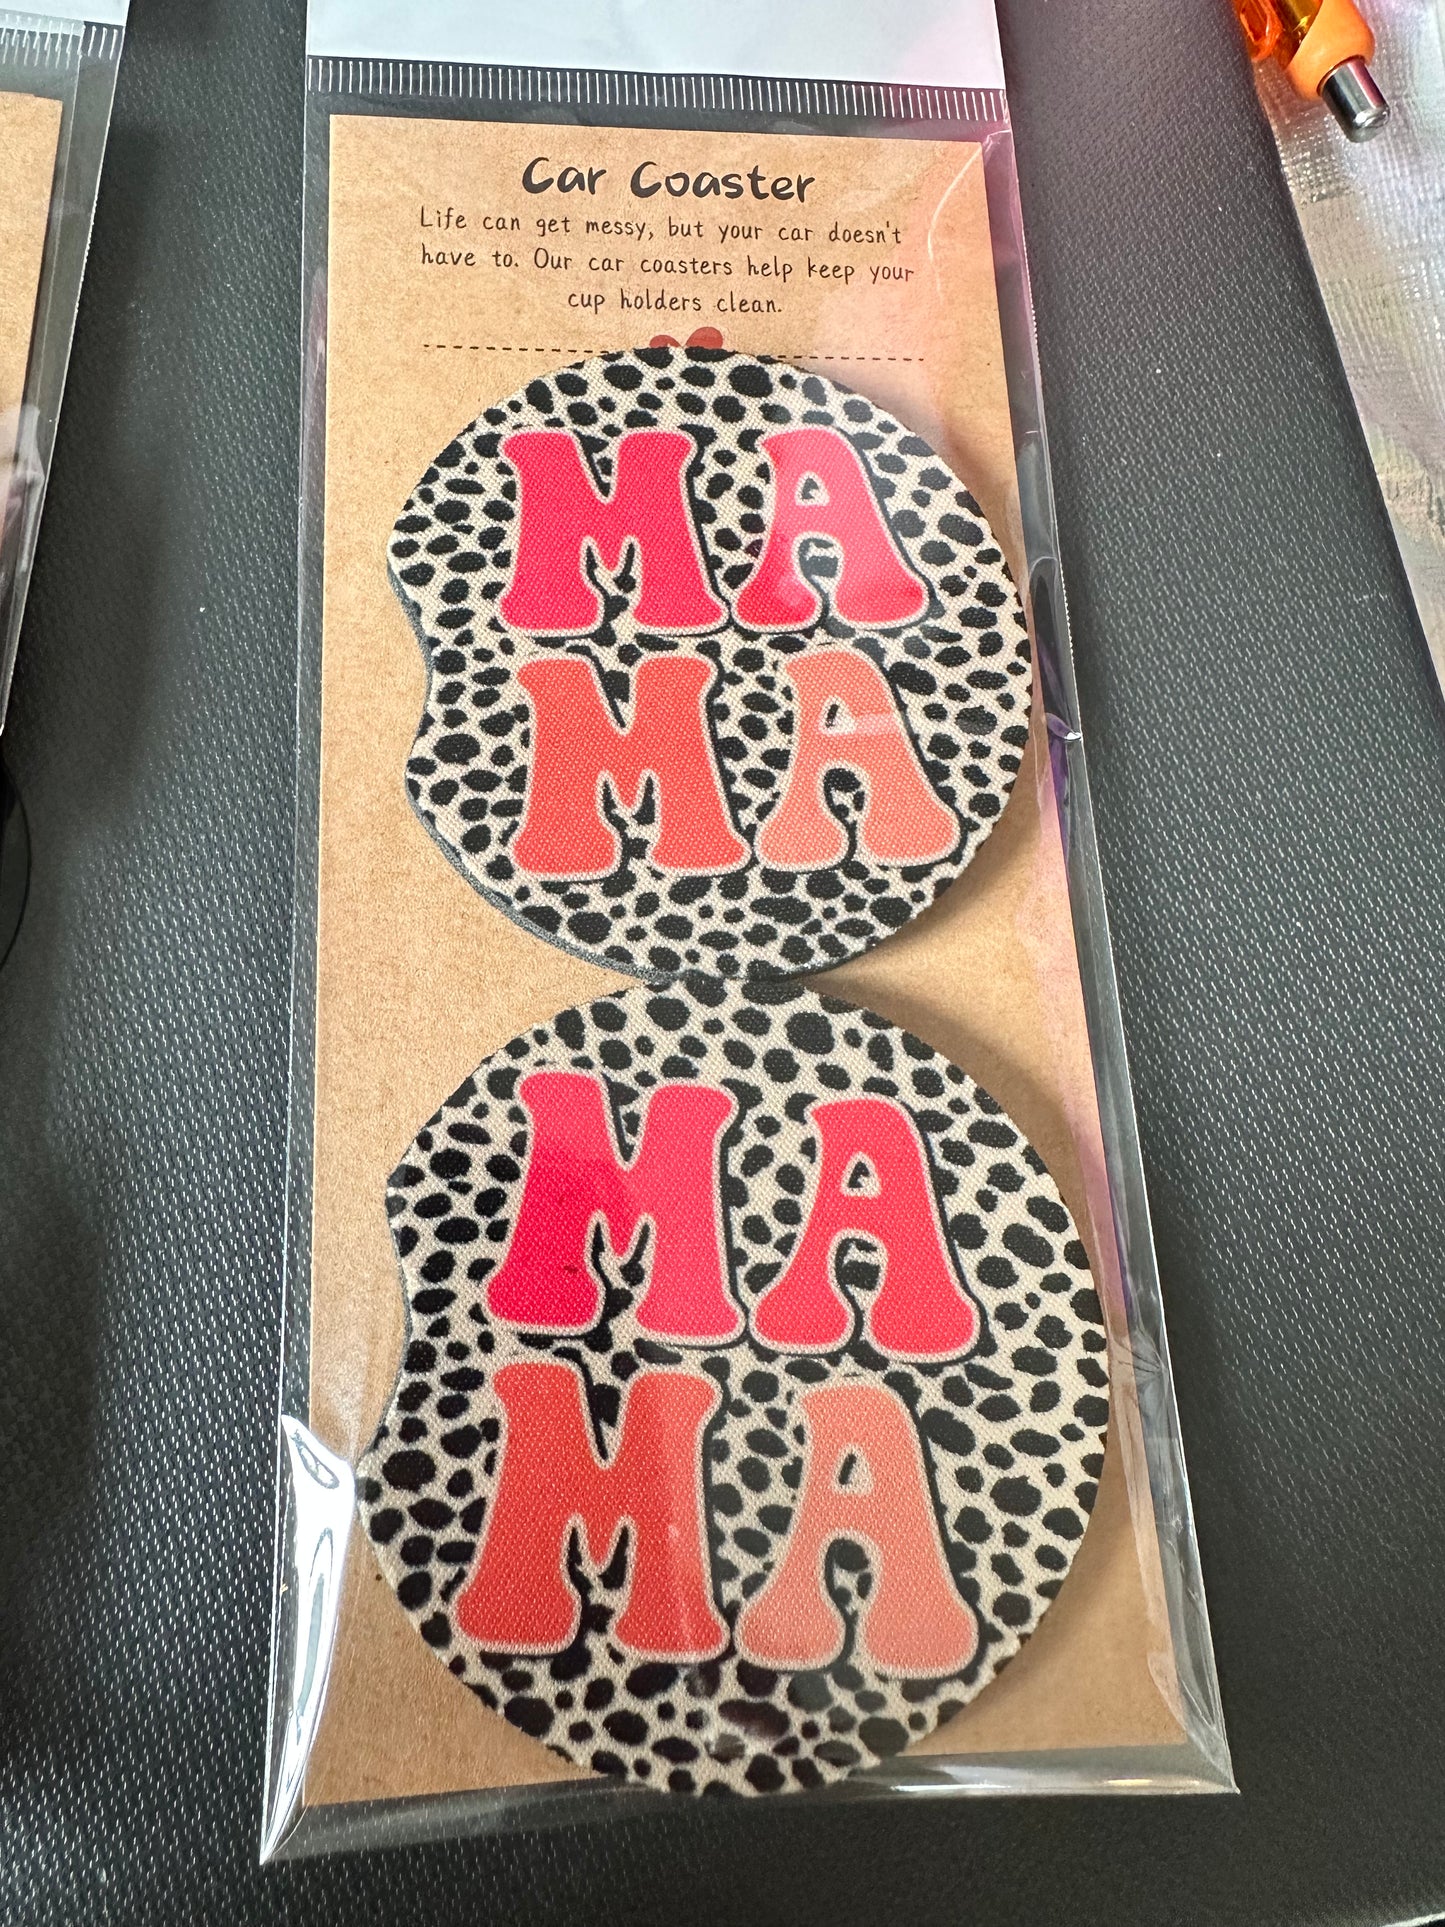 Car Coaster
Life can get messy, but your car doesn't
have to. Our car coasters help keep your
cup holders clean.
MA
MA
MA
MA